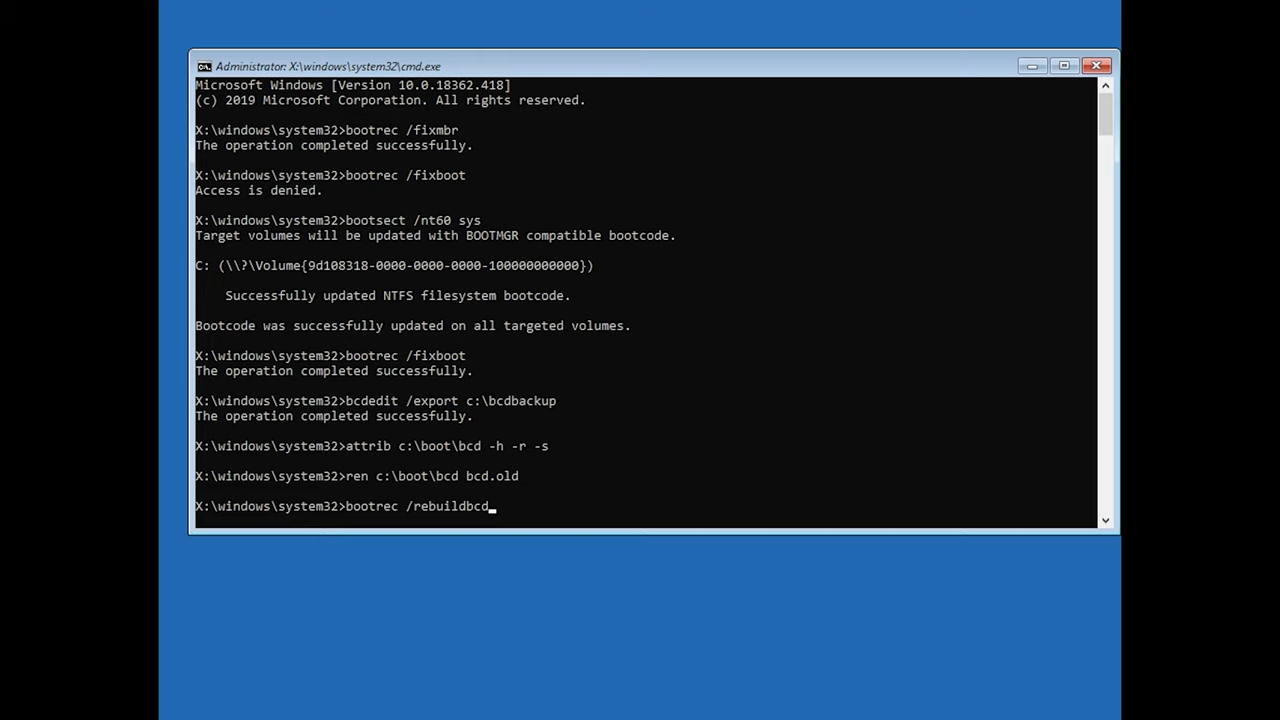 Administrator: X:\windows\system32\cmd.exe
Microsoft Windows [Version 10.0.18362.418]
(c) 2019 Microsoft Corporation. All rights reserved.
X:\windows\system32>bootrec /fixmbr
The operation completed successfully.
X:\windows\system32>bootrec /fixboot
Access is denied.
X:\windows\system32>bootsect /nt60 sys
Target volumes will be updated with BOOTMGR compatible bootcode.
C: (\\?\Volume{9d108318-0000-0000-0000-100000000000})
Successfully updated NTFS filesystem bootcode.
Bootcode was successfully updated on all targeted volumes.
X:\windows\system32>bootrec /fixboot
The operation completed successfully.
X:\windows\system32>bcdedit /export c:\bcdbackup
The operation completed successfully.
X:\windows\system32>attrib c:\boot\bcd -h -r -s
X:\windows\system32>ren c:\boot\bcd bcd.old
X:\windows\system32>bootrec /rebuildbcd_